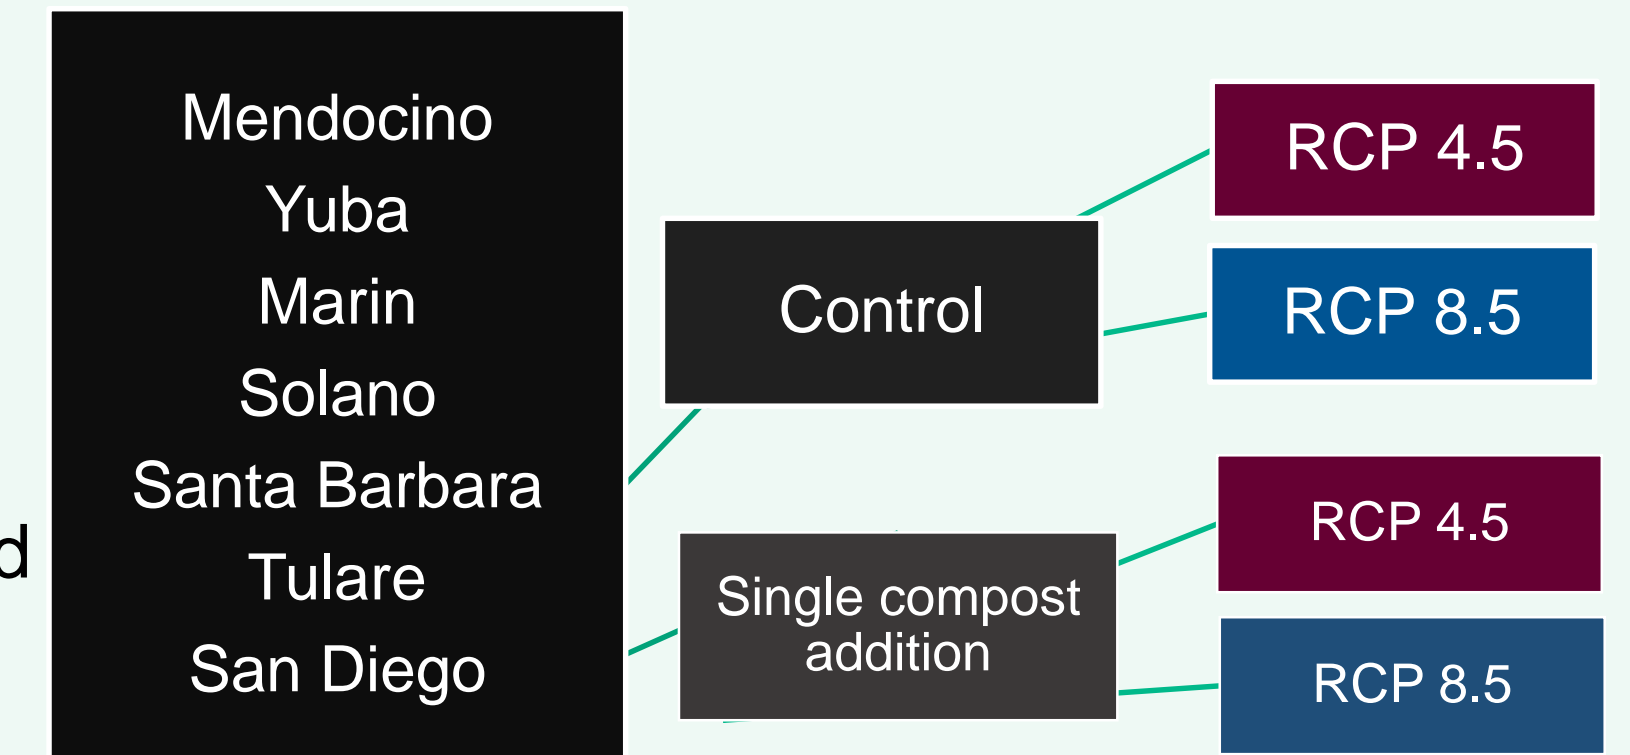 Mendocino
Yuba
Marin
Solano
Santa Barbara
Tulare
San Diego
Control
Single compost
addition
RCP 4.5
RCP 8.5
RCP 4.5
RCP 8.5